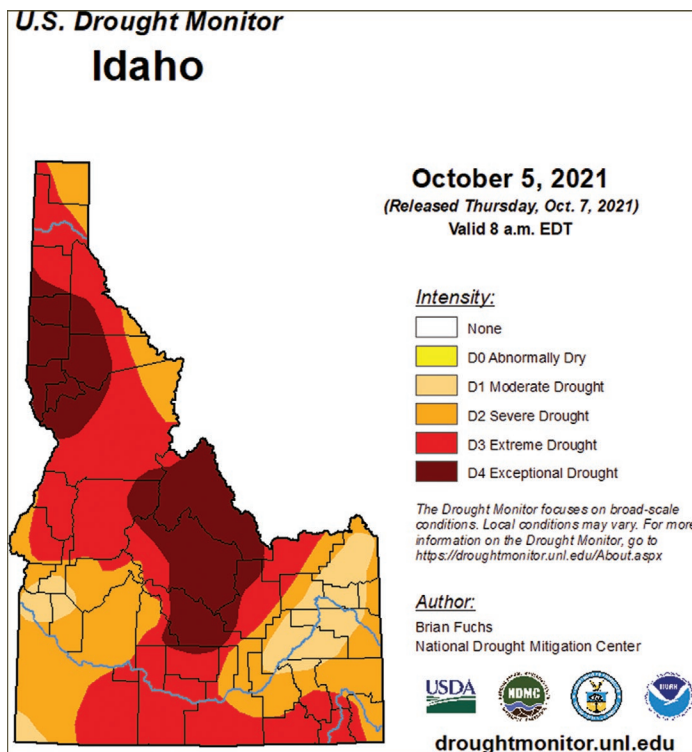 U.S. Drought Monitor
Idaho
October 5, 2021
(Released Thursday, Oct. 7, 2021)
Valid 8 a.m. EDT
Intensity:
None
D0 Abnormally Dry
D1 Moderate Drought
D2 Severe Drought
D3 Extreme Drought
D4 Exceptional Drought
The Drought Monitor focuses on broad-scale
conditions. Local conditions may vary. For more
information on the Drought Monitor, go to
https://droughtmonitor.unl.edu/About.aspx
Author:
Brian Fuchs
National Drought Mitigation Center
USDA
NDMC
NOAA
droughtmonitor.unl.edu